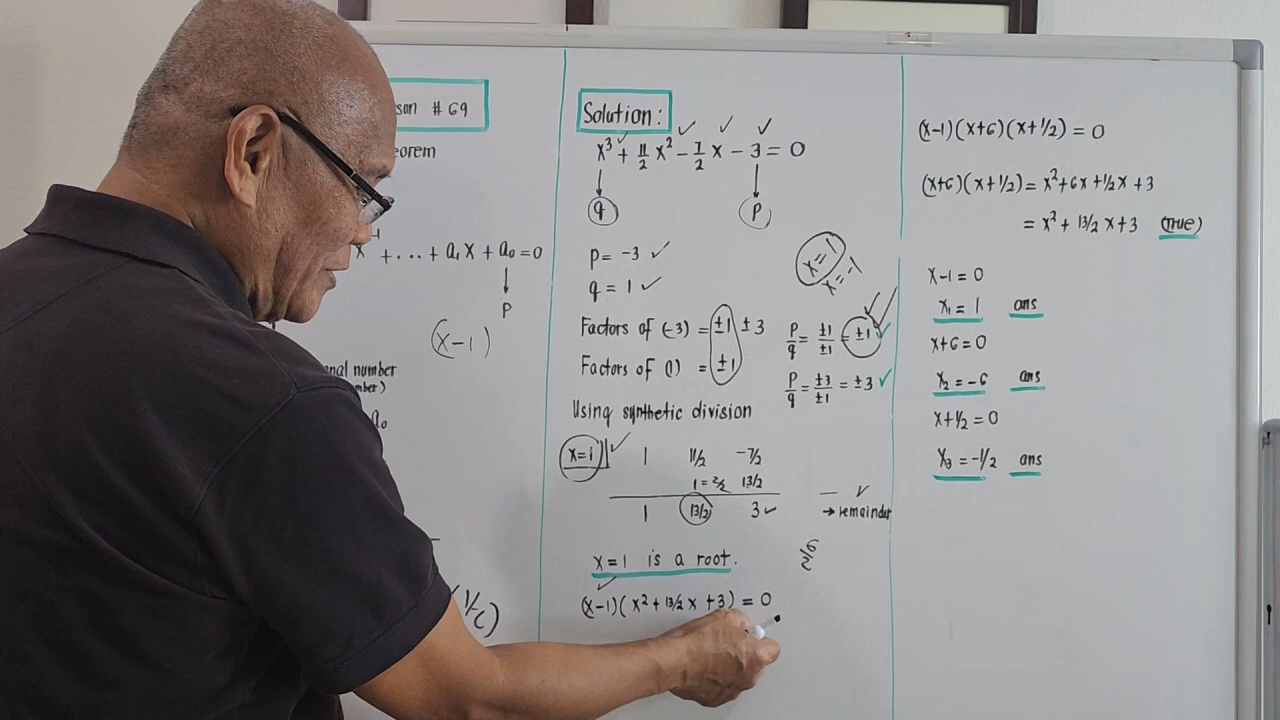 son # 69
eorem
x⁻¹ + ... + a₁x + a₀ = 0
P
(x-1)
onal number
mber)
a₀
1/c)
Solution:
x³ + 11/2 x² - 7/2 x - 3 = 0
q P
P = -3 ✓
q = 1 ✓
x=1
x=-1
Factors of (-3) = ±1 ±3
Factors of (1) = ±1
P/q = ±1/±1 = ±1 ✓
P/q = ±3/±1 = ±3 ✓
Using synthetic division
x=1 | ✓ 1 11/2 -7/2
1 = 2/2 13/2
1 13/2 3 ✓ → remainder
x=1 is a root.
(x-1)(x² + 13/2 x + 3) = 0
(x-1)(x+6)(x+1/2) = 0
(x+6)(x+1/2) = x² + 6x + 1/2x + 3
= x² + 13/2 x + 3 (True)
x-1=0
x₁ = 1 ans
x+6=0
x₂ = -6 ans
x+1/2 = 0
x₃ = -1/2 ans